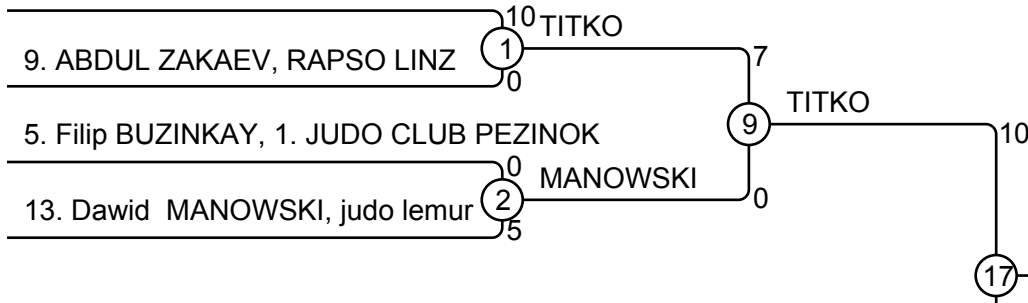 10 TITKO
1
9. ABDUL ZAKAEV, RAPSO LINZ
0
7
TITKO
9
10
5. Filip BUZINKAY, 1. JUDO CLUB PEZINOK
0
MANOWSKI
0
2
13. Dawid  MANOWSKI, judo lemur
5
17